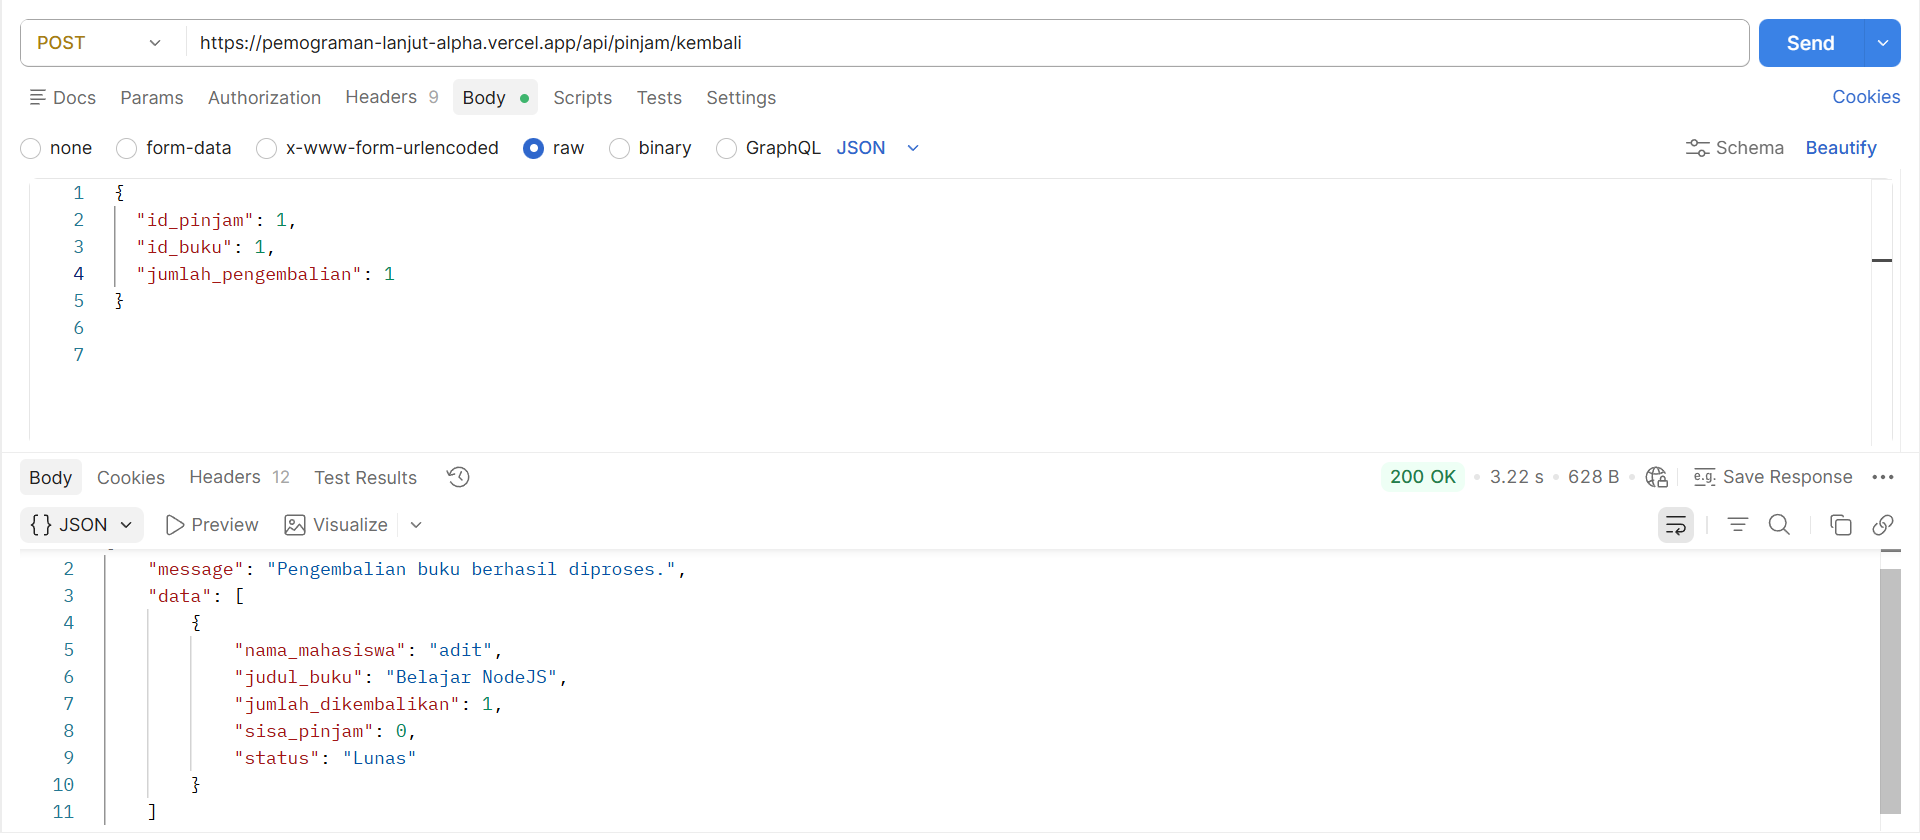 POST https://pemograman-lanjut-alpha.vercel.app/api/pinjam/kembali Send
Docs Params Authorization Headers 9 Body Scripts Tests Settings Cookies
none form-data x-www-form-urlencoded raw binary GraphQL JSON Schema Beautify
1 {
2 "id_pinjam": 1,
3 "id_buku": 1,
4 "jumlah_pengembalian": 1
5 }
6
7
Body Cookies Headers 12 Test Results 200 OK • 3.22 s • 628 B • e.g. Save Response
{} JSON Preview Visualize
2 "message": "Pengembalian buku berhasil diproses.",
3 "data": [
4 {
5 "nama_mahasiswa": "adit",
6 "judul_buku": "Belajar NodeJS",
7 "jumlah_dikembalikan": 1,
8 "sisa_pinjam": 0,
9 "status": "Lunas"
10 }
11 ]